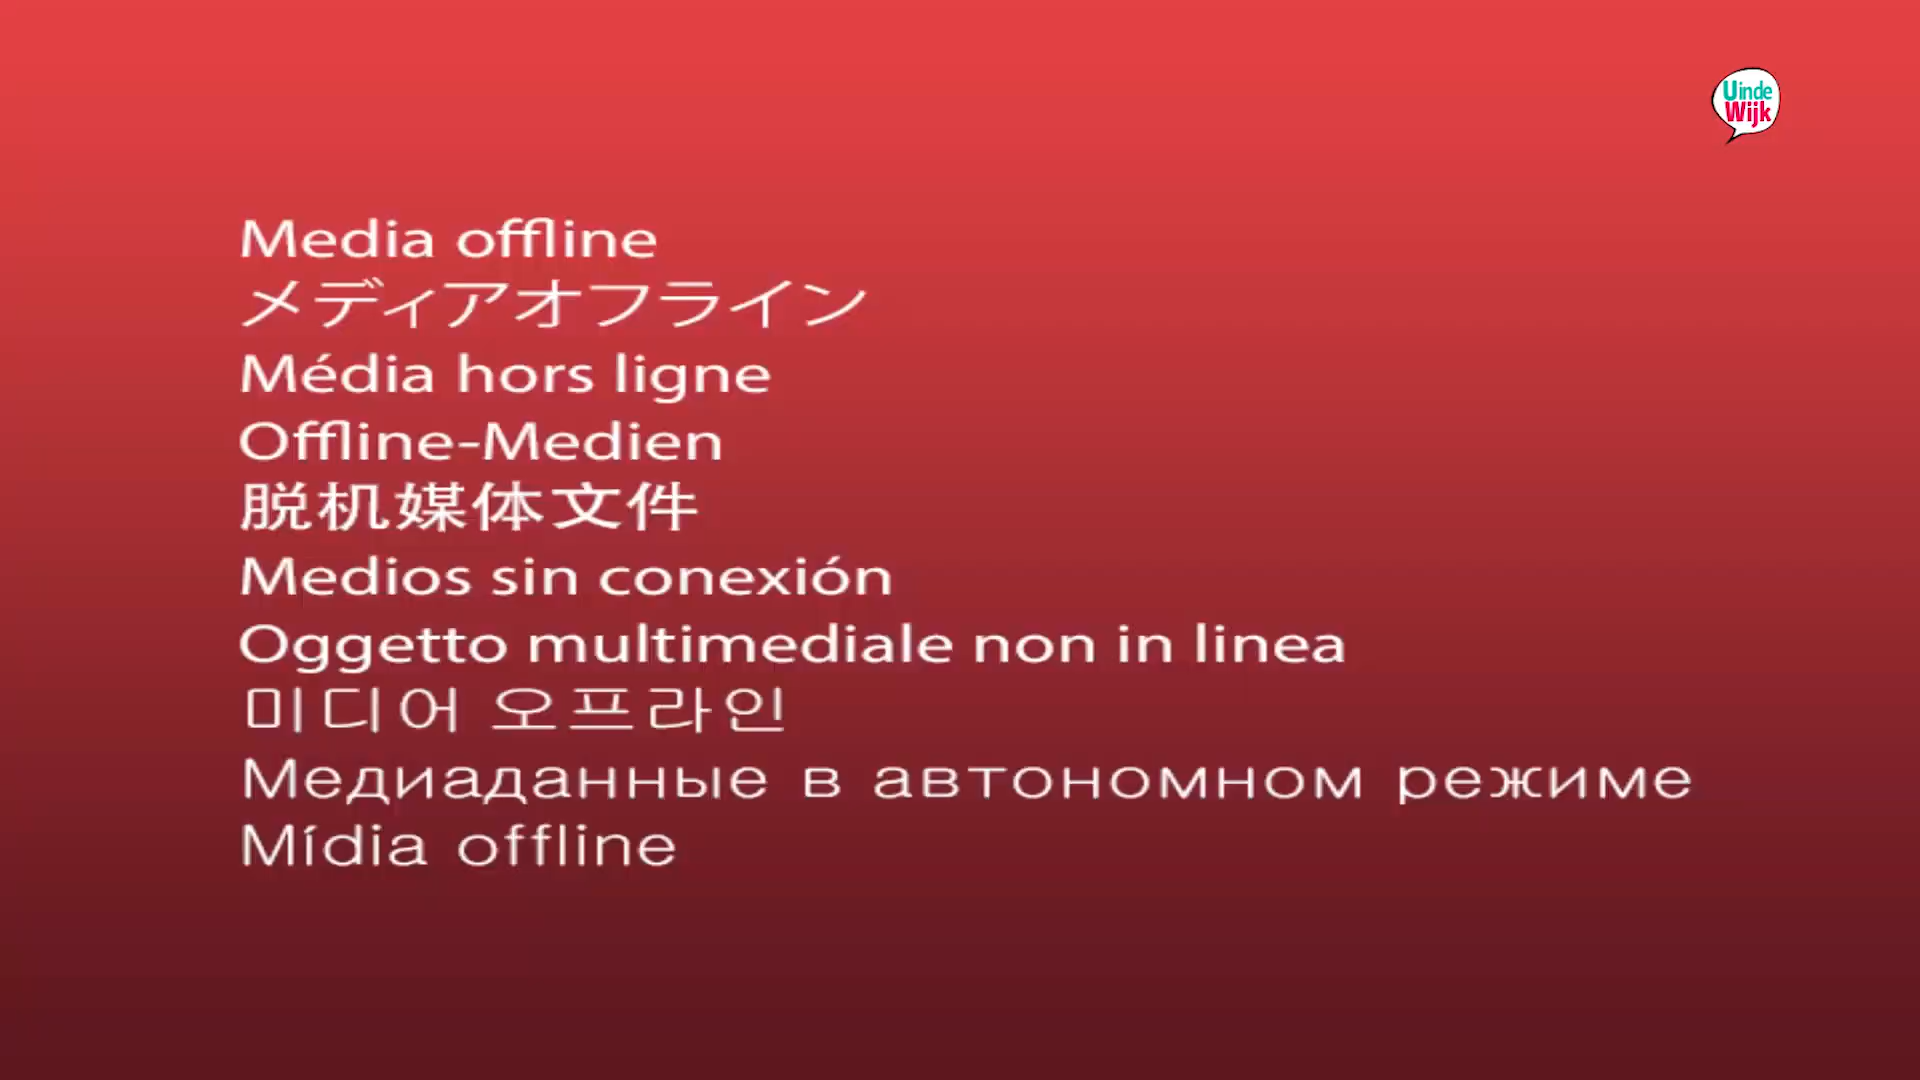 Uinde
Wijk
Media offline
メディアオフライン
Média hors ligne
Offline-Medien
脱机媒体文件
Medios sin conexión
Oggetto multimediale non in linea
미디어 오프라인
Медиаданные в автономном режиме
Mídia offline